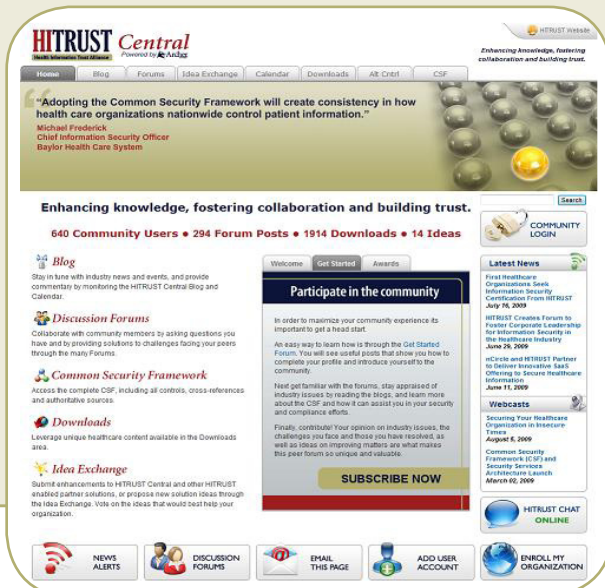 HITRUST Central
Health Information Trust Alliance
Powered by Archer
HITRUST Website
Enhancing knowledge, fostering
collaboration and building trust.
Home Blog Forums Idea Exchange Calendar Downloads Alt Cntrl CSF
"Adopting the Common Security Framework will create consistency in how
health care organizations nationwide control patient information."
Michael Frederick
Chief Information Security Officer
Baylor Health Care System
Enhancing knowledge, fostering collaboration and building trust.
640 Community Users • 294 Forum Posts • 1914 Downloads • 14 Ideas
Blog
Stay in tune with industry news and events, and provide
commentary by monitoring the HITRUST Central Blog and
Calendar.
Discussion Forums
Collaborate with community members by asking questions you
have and by providing solutions to challenges facing your peers
through the many Forums.
Common Security Framework
Access the complete CSF, including all controls, cross-references
and authoritative sources.
Downloads
Leverage unique healthcare content available in the Downloads
area.
Idea Exchange
Submit enhancements to HITRUST Central and other HITRUST
enabled partner solutions, or propose new solution ideas through
the Idea Exchange. Vote on the ideas that would best help your
organization.
Welcome Get Started Awards
Participate in the community
In order to maximize your community experience its
important to get a head start.
An easy way to learn how is through the Get Started
Forum. You will see useful posts that show you how to
complete your profile and introduce yourself to the
community.
Next get familiar with the forums, stay appraised of
industry issues by reading the blogs, and learn more
about the CSF and how it can assist you in your security
and compliance efforts.
Finally, contribute! Your opinion on industry issues, the
challenges you face and those you have resolved, as
well as ideas on improving matters are what makes
this peer forum so unique and valuable.
SUBSCRIBE NOW
Search
COMMUNITY
LOGIN
Latest News
First Healthcare
Organizations Seek
Information Security
Certification From HITRUST
July 16, 2009
HITRUST Creates Forum to
Foster Corporate Leadership
for Information Security in
the Healthcare Industry
June 29, 2009
nCircle and HITRUST Partner
to Deliver Innovative SaaS
Offering to Secure Healthcare
Information
June 11, 2009
Webcasts
Securing Your Healthcare
Organization in Insecure
Times
August 5, 2009
Common Security
Framework (CSF) and
Security Services
Architecture Launch
March 02, 2009
HITRUST CHAT
ONLINE
NEWS
ALERTS
DISCUSSION
FORUMS
EMAIL
THIS PAGE
ADD USER
ACCOUNT
ENROLL MY
ORGANIZATION